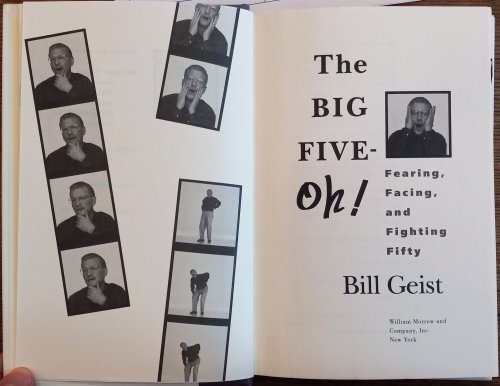 The
BIG
FIVE-
Oh!
Fearing,
Facing,
and
Fighting
Fifty
Bill Geist
William Morrow and
Company, Inc.
New York